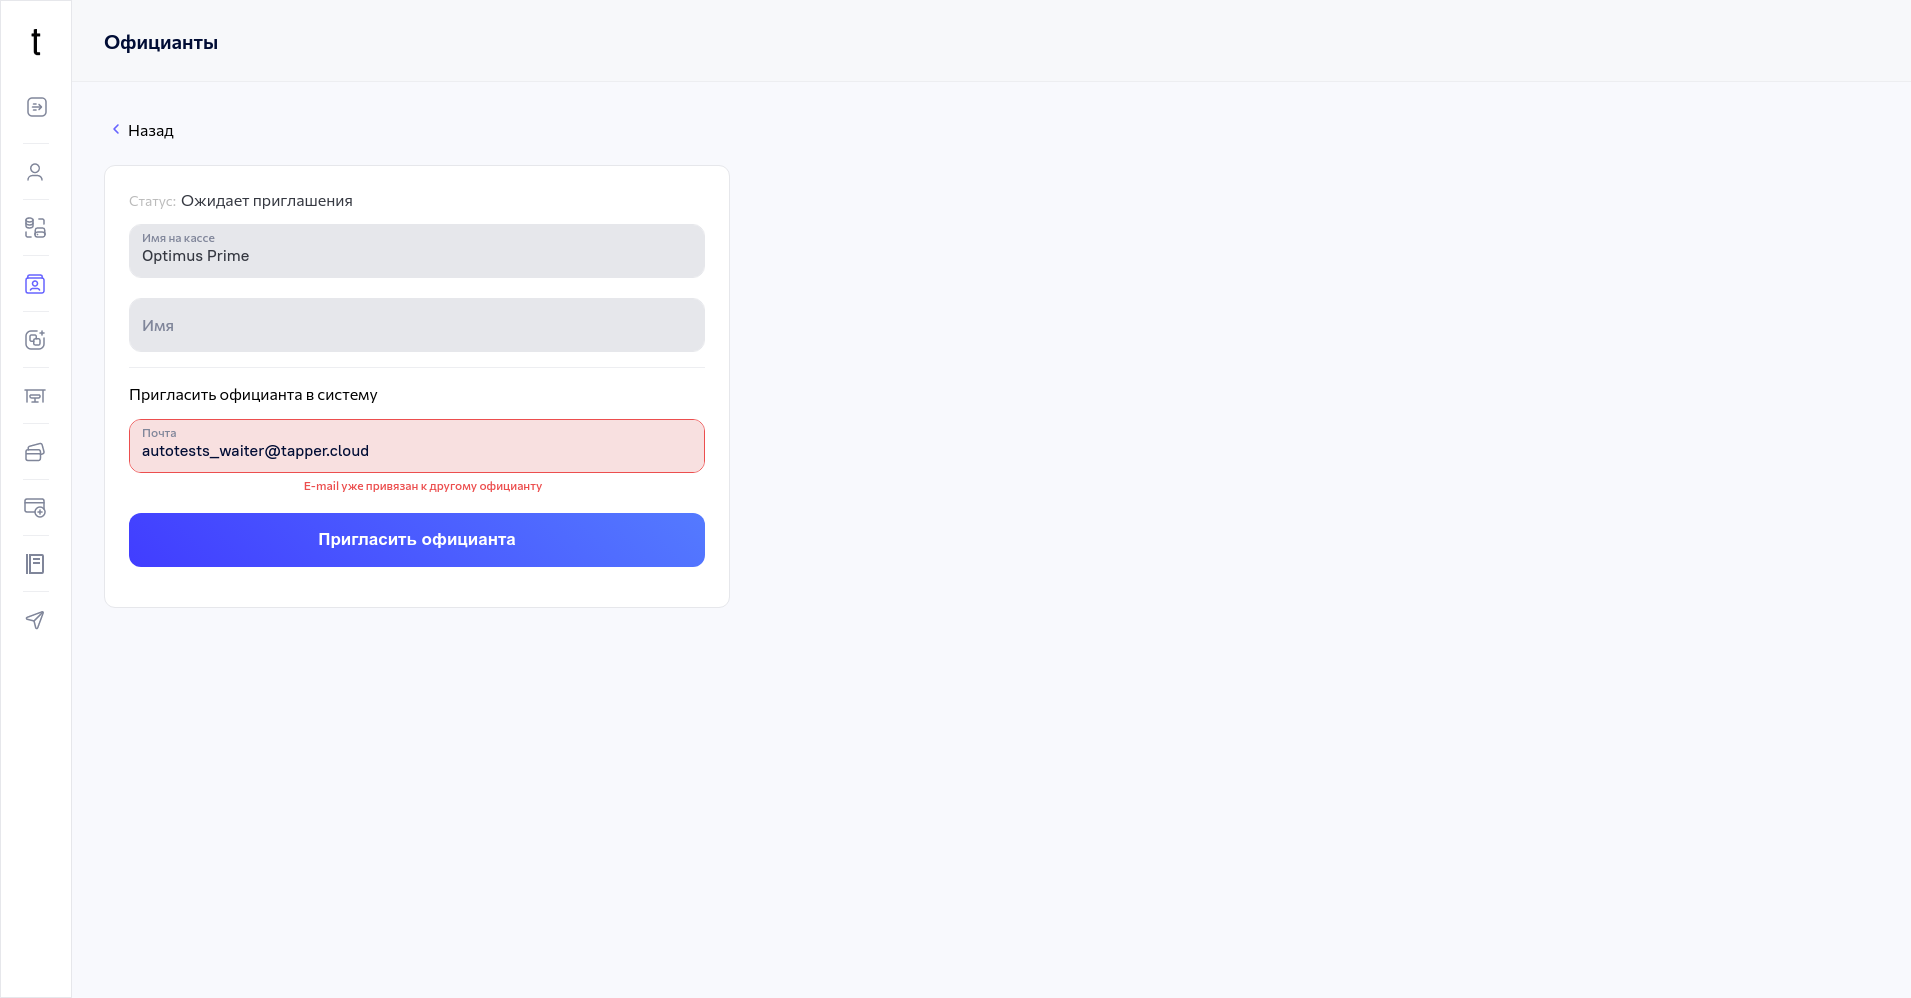 t
Официанты
Назад
Статус: Ожидает приглашения
Имя на кассе
Optimus Prime
Имя
Пригласить официанта в систему
Почта
autotests_waiter@tapper.cloud
E-mail уже привязан к другому официанту
Пригласить официанта